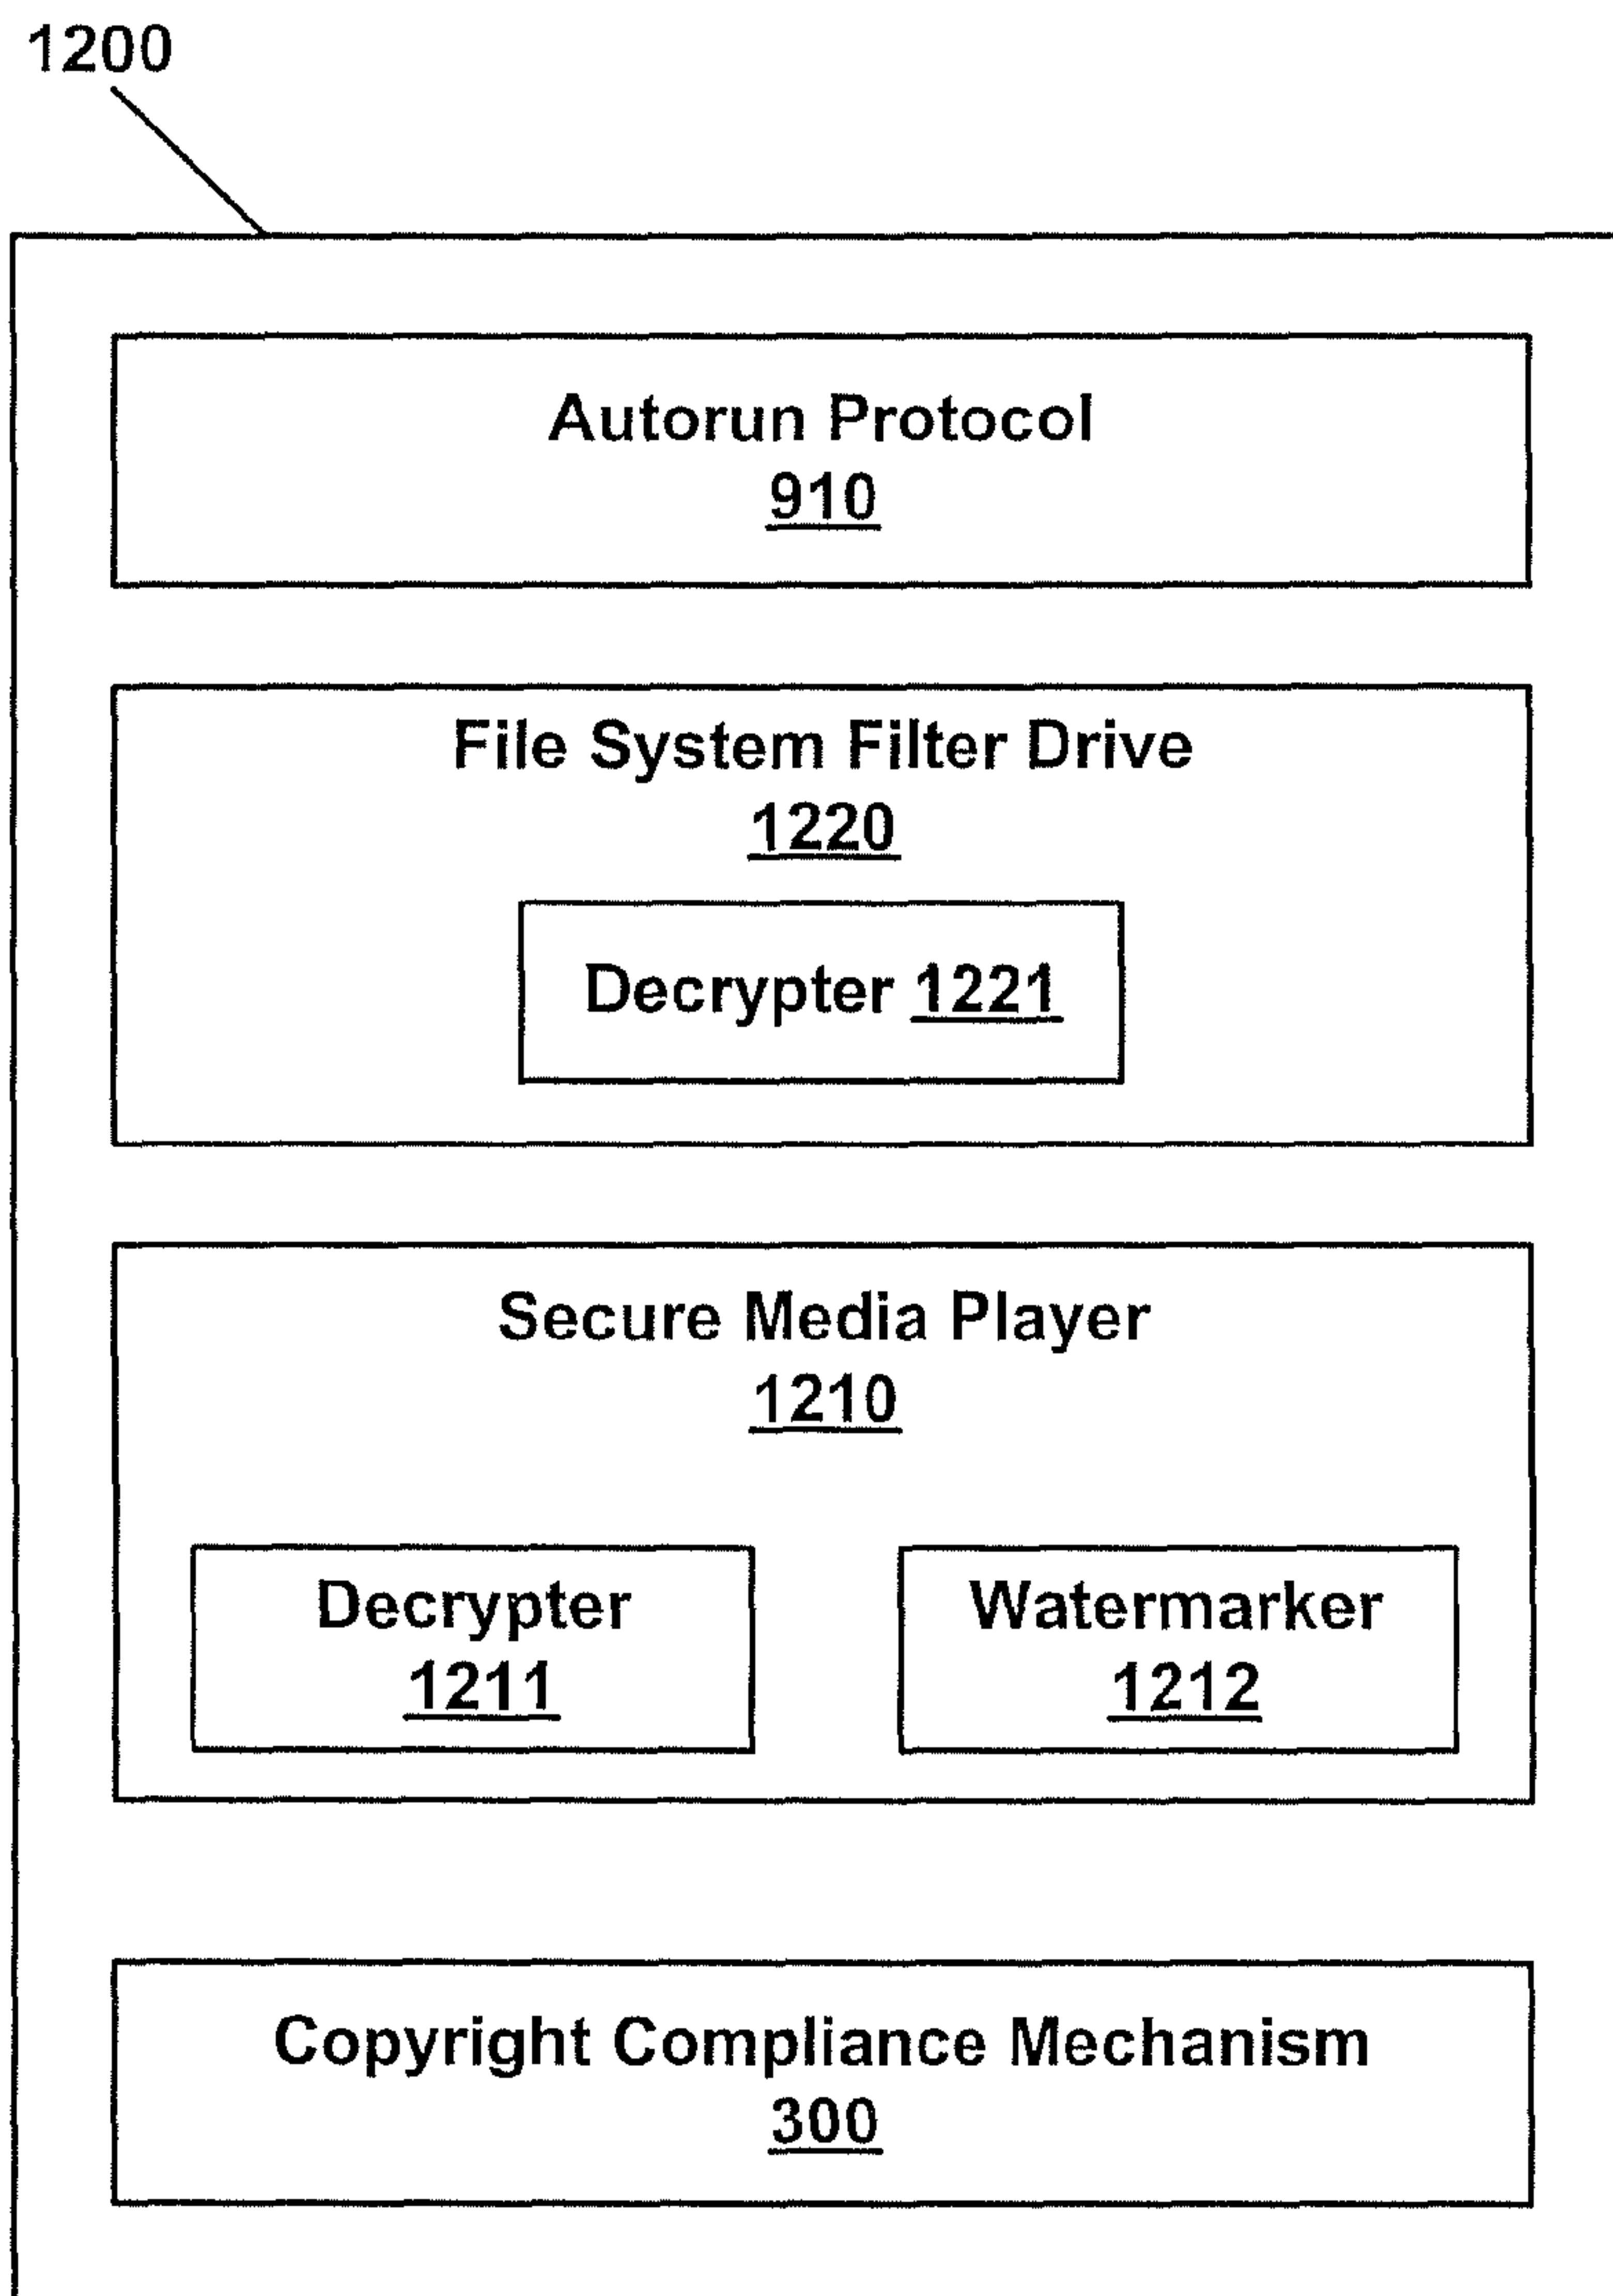 1200
Autorun Protocol
910
File System Filter Drive
1220
Decrypter 1221
Secure Media Player
1210
Decrypter
1211
Watermarker
1212
Copyright Compliance Mechanism
300